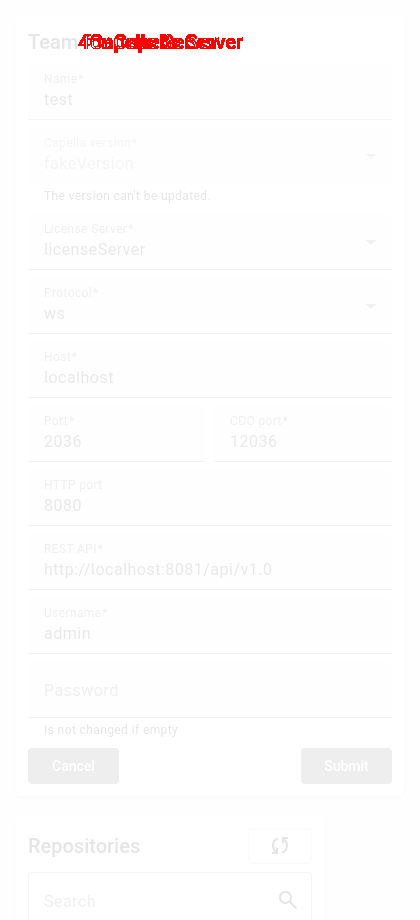 Team
Name*
test
Capella version*
fakeVersion
The version can't be updated.
License Server*
licenseServer
Protocol*
ws
Host*
localhost
Port*
CDO port*
2036
12036
HTTP port
8080
REST API*
http://localhost:8081/api/v1.0
Username*
admin
Password
Is not changed if empty
Cancel
Submit
Repositories
Search